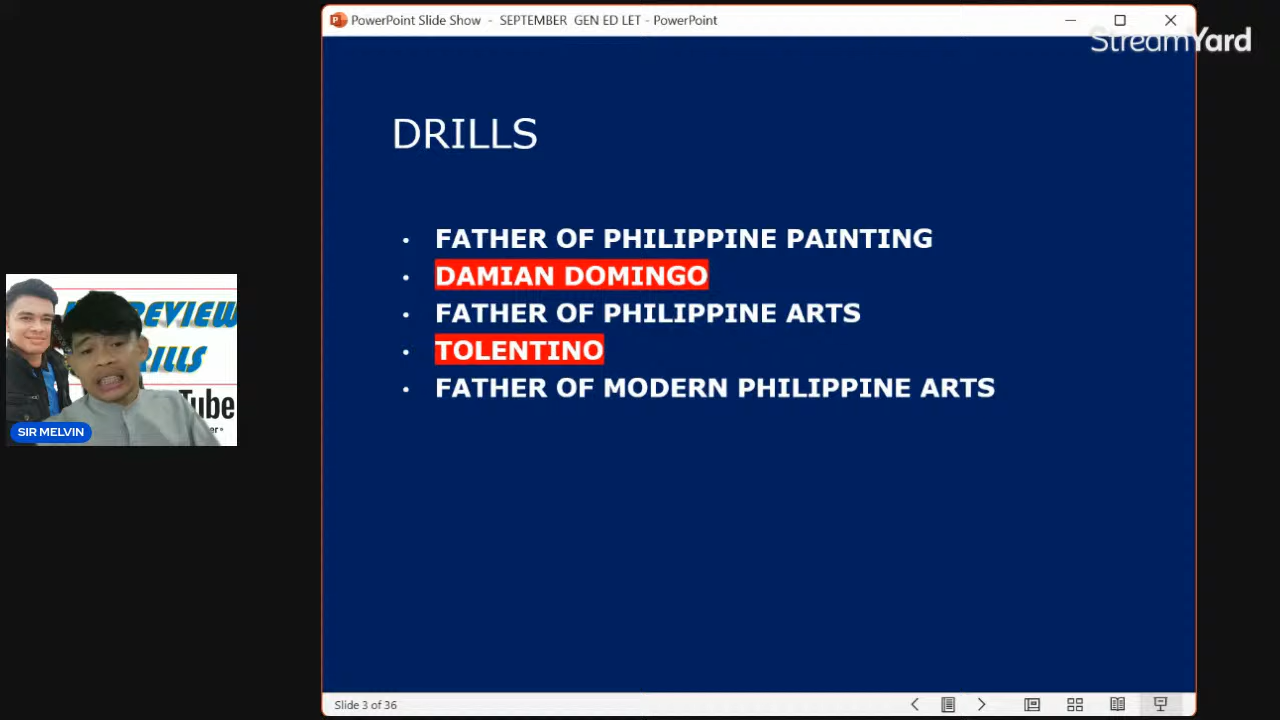 PowerPoint Slide Show - SEPTEMBER GEN ED LET - PowerPoint
StreamYard
DRILLS
• FATHER OF PHILIPPINE PAINTING
• DAMIAN DOMINGO
• FATHER OF PHILIPPINE ARTS
• TOLENTINO
• FATHER OF MODERN PHILIPPINE ARTS
REVIEW
SIR MELVIN
Slide 3 of 36